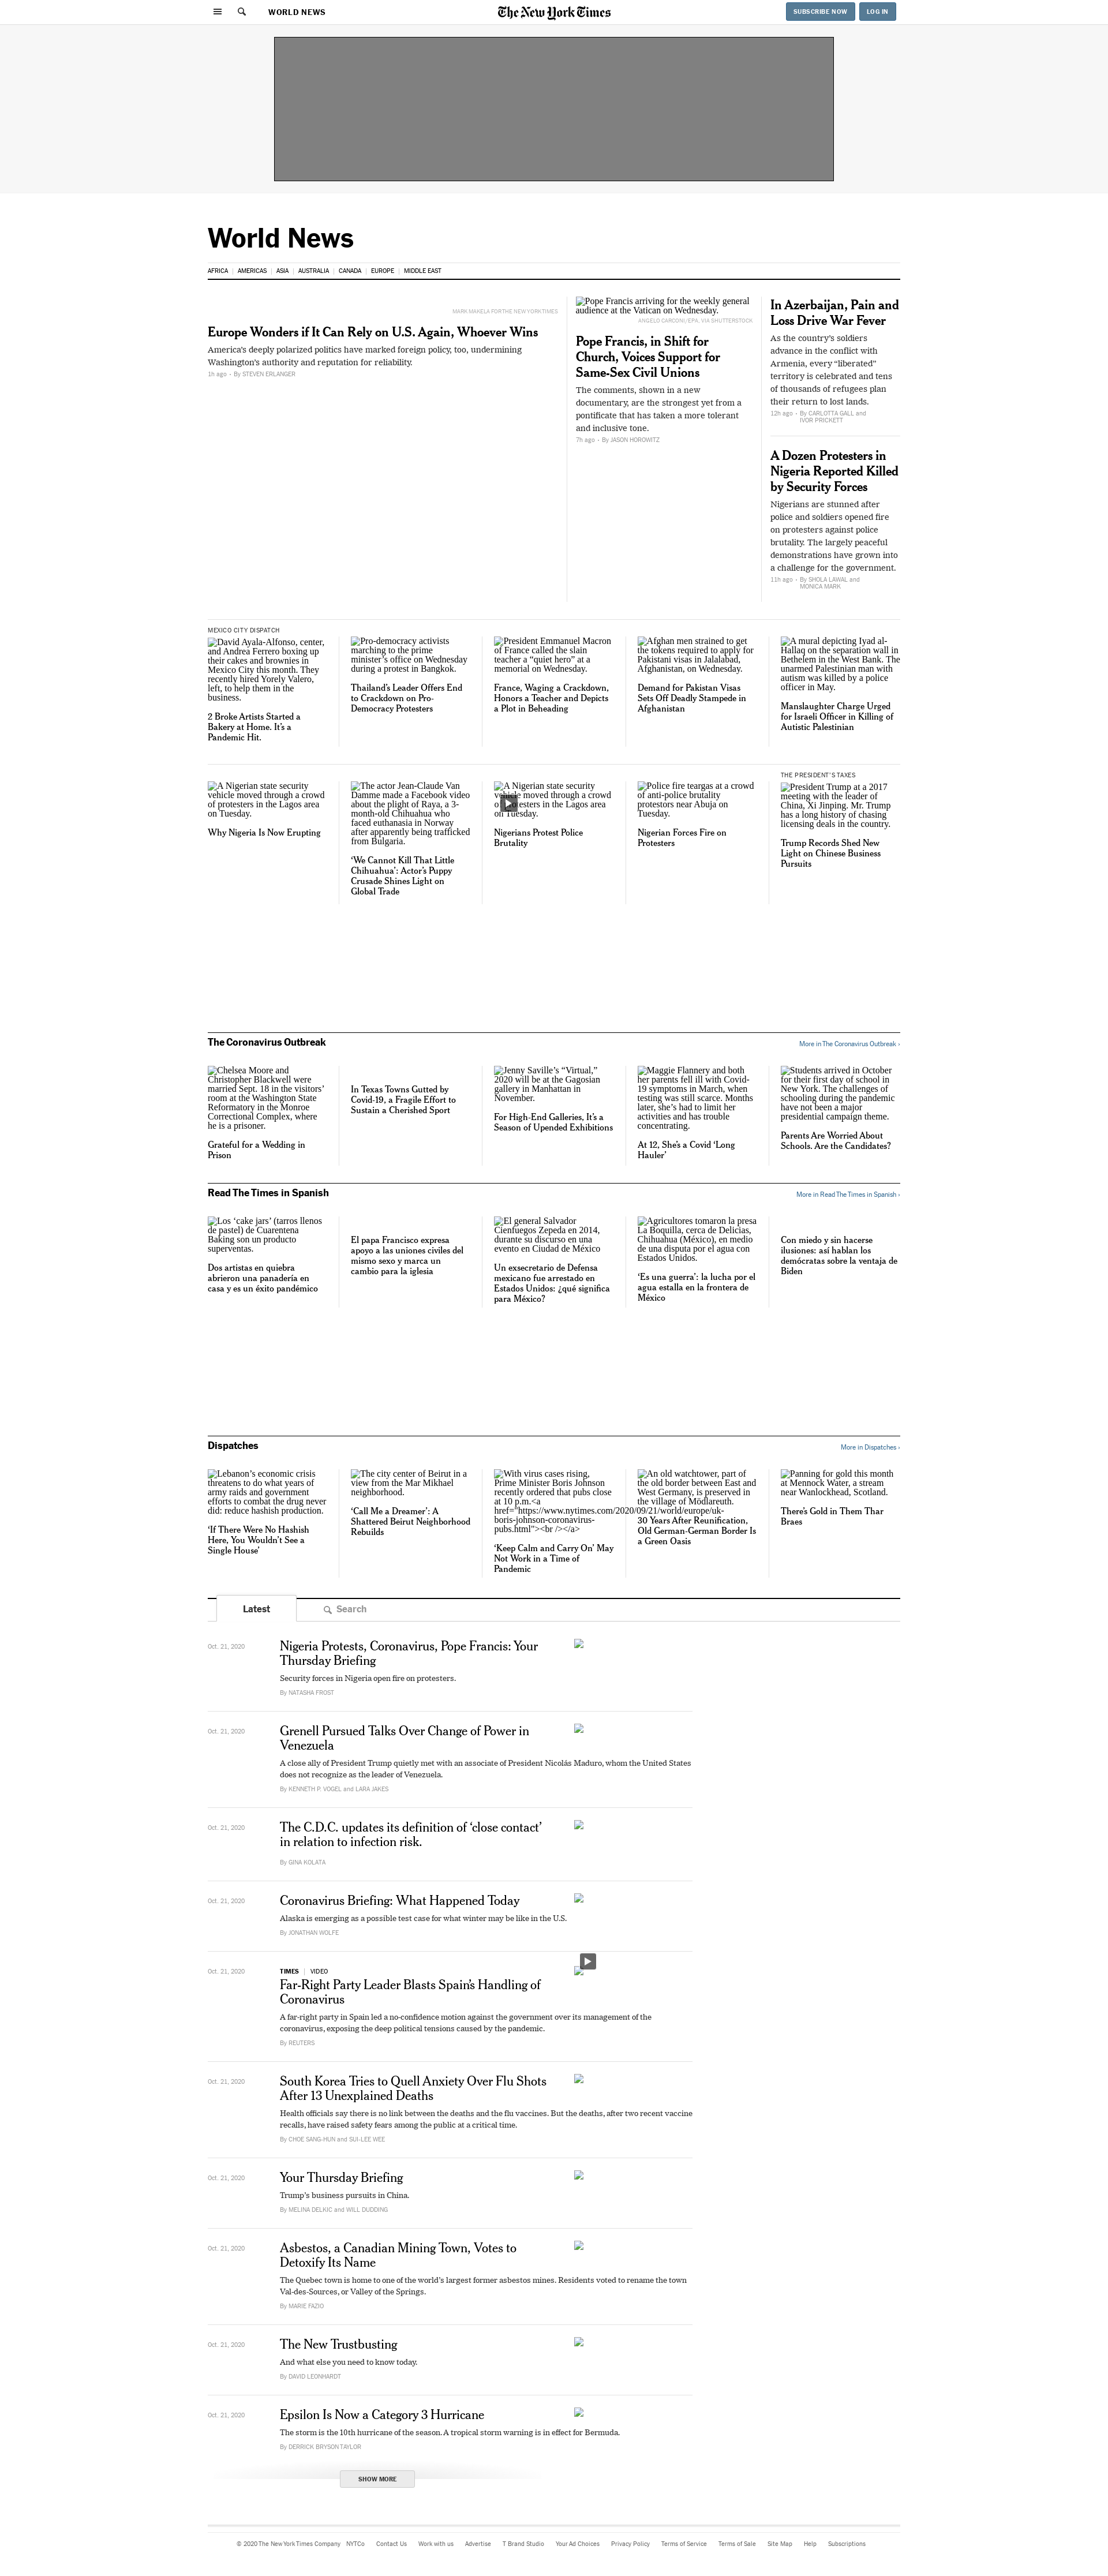 WORLD NEWS
The New York Times
SUBSCRIBE NOW
LOG IN
World News
AFRICA
AMERICAS
ASIA
AUSTRALIA
CANADA
EUROPE
MIDDLE EAST
MARK MAKELA FOR THE NEW YORK TIMES
Europe Wonders if It Can Rely on U.S. Again, Whoever Wins
America's deeply polarized politics have marked foreign policy, too, undermining
Washington's authority and reputation for reliability.
1h ago - By STEVEN ERLANGER
Pope Francis arriving for the weekly general
audience at the Vatican on Wednesday.
ANGELO CARCONI/EPA, VIA SHUTTERSTOCK
Pope Francis, in Shift for
Church, Voices Support for
Same-Sex Civil Unions
The comments, shown in a new
documentary, are the strongest yet from a
pontificate that has taken a more tolerant
and inclusive tone.
7h ago - By JASON HOROWITZ
In Azerbaijan, Pain and
Loss Drive War Fever
As the country's soldiers
advance in the conflict with
Armenia, every “liberated”
territory is celebrated and tens
of thousands of refugees plan
their return to lost lands.
12h ago - By CARLOTTA GALL and
IVOR PRICKETT
A Dozen Protesters in
Nigeria Reported Killed
by Security Forces
Nigerians are stunned after
police and soldiers opened fire
on protesters against police
brutality. The largely peaceful
demonstrations have grown into
a challenge for the government.
11h ago - By SHOLA LAWAL and
MONICA MARK
MEXICO CITY DISPATCH
David Ayala-Alfonso, center,
and Andrea Ferrero boxing up
their cakes and brownies in
Mexico City this month. They
recently hired Yorely Valero,
left, to help them in the
business.
2 Broke Artists Started a
Bakery at Home. It's a
Pandemic Hit.
Pro-democracy activists
marching to the prime
minister's office on Wednesday
during a protest in Bangkok.
Thailand's Leader Offers End
to Crackdown on Pro-
Democracy Protesters
President Emmanuel Macron
of France called the slain
teacher a “quiet hero” at a
memorial on Wednesday.
France, Waging a Crackdown,
Honors a Teacher and Depicts
a Plot in Beheading
Afghan men strained to get
the tokens required to apply for
Pakistani visas in Jalalabad,
Afghanistan, on Wednesday.
Demand for Pakistan Visas
Sets Off Deadly Stampede in
Afghanistan
A mural depicting Iyad al-
Hallaq on the separation wall in
Bethelem in the West Bank. The
unarmed Palestinian man with
autism was killed by a police
officer in May.
Manslaughter Charge Urged
for Israeli Officer in Killing of
Autistic Palestinian
A Nigerian state security
vehicle moved through a crowd
of protesters in the Lagos area
on Tuesday.
Why Nigeria Is Now Erupting
The actor Jean-Claude Van
Damme made a Facebook video
about the plight of Raya, a 3-
month-old Chihuahua who
faced euthanasia in Norway
after apparently being trafficked
from Bulgaria.
‘We Cannot Kill That Little
Chihuahua’: Actor's Puppy
Crusade Shines Light on
Global Trade
A Nigerian state security
vehicle moved through a crowd
of protesters in the Lagos area
on Tuesday.
Nigerians Protest Police
Brutality
Police fire teargas at a crowd
of anti-police brutality
protestors near Abuja on
Tuesday.
Nigerian Forces Fire on
Protesters
THE PRESIDENT'S TAXES
President Trump at a 2017
meeting with the leader of
China, Xi Jinping. Mr. Trump
has a long history of chasing
licensing deals in the country.
Trump Records Shed New
Light on Chinese Business
Pursuits
The Coronavirus Outbreak
More in The Coronavirus Outbreak ›
Chelsea Moore and
Christopher Blackwell were
married Sept. 18 in the visitors'
room at the Washington State
Reformatory in the Monroe
Correctional Complex, where
he is a prisoner.
Grateful for a Wedding in
Prison
In Texas Towns Gutted by
Covid-19, a Fragile Effort to
Sustain a Cherished Sport
Jenny Saville's “Virtual,”
2020 will be at the Gagosian
gallery in Manhattan in
November.
For High-End Galleries, It's a
Season of Upended Exhibitions
Maggie Flannery and both
her parents fell ill with Covid-
19 symptoms in March, when
testing was still scarce. Months
later, she's had to limit her
activities and has trouble
concentrating.
At 12, She's a Covid ‘Long
Hauler’
Students arrived in October
for their first day of school in
New York. The challenges of
schooling during the pandemic
have not been a major
presidential campaign theme.
Parents Are Worried About
Schools. Are the Candidates?
Read The Times in Spanish
More in Read The Times in Spanish ›
Los ‘cake jars’ (tarros llenos
de pastel) de Cuarentena
Baking son un producto
superventas.
Dos artistas en quiebra
abrieron una panadería en
casa y es un éxito pandémico
El papa Francisco expresa
apoyo a las uniones civiles del
mismo sexo y marca un
cambio para la iglesia
El general Salvador
Cienfuegos Zepeda en 2014,
durante su discurso en una
evento en Ciudad de México
Un exsecretario de Defensa
mexicano fue arrestado en
Estados Unidos: ¿qué significa
para México?
Agricultores tomaron la presa
La Boquilla, cerca de Delicias,
Chihuahua (México), en medio
de una disputa por el agua con
Estados Unidos.
‘Es una guerra’: la lucha por el
agua estalla en la frontera de
México
Con miedo y sin hacerse
ilusiones: así hablan los
demócratas sobre la ventaja de
Biden
Dispatches
More in Dispatches ›
Lebanon's economic crisis
threatens to do what years of
army raids and government
efforts to combat the drug never
did: reduce hashish production.
‘If There Were No Hashish
Here, You Wouldn't See a
Single House’
The city center of Beirut in a
view from the Mar Mikhael
neighborhood.
‘Call Me a Dreamer’: A
Shattered Beirut Neighborhood
Rebuilds
With virus cases rising,
Prime Minister Boris Johnson
recently ordered that pubs close
at 10 p.m.<a
href="https://www.nytimes.com/2020/09/21/world/europe/uk-
boris-johnson-coronavirus-
pubs.html"><br /></a>
‘Keep Calm and Carry On’ May
Not Work in a Time of
Pandemic
An old watchtower, part of
the old border between East and
West Germany, is preserved in
the village of Mödlareuth.
30 Years After Reunification,
Old German-German Border Is
a Green Oasis
Panning for gold this month
at Mennock Water, a stream
near Wanlockhead, Scotland.
There's Gold in Them Thar
Braes
Latest
Search
Oct. 21, 2020
Nigeria Protests, Coronavirus, Pope Francis: Your
Thursday Briefing
Security forces in Nigeria open fire on protesters.
By NATASHA FROST
Oct. 21, 2020
Grenell Pursued Talks Over Change of Power in
Venezuela
A close ally of President Trump quietly met with an associate of President Nicolás Maduro, whom the United States
does not recognize as the leader of Venezuela.
By KENNETH P. VOGEL and LARA JAKES
Oct. 21, 2020
The C.D.C. updates its definition of ‘close contact’
in relation to infection risk.
By GINA KOLATA
Oct. 21, 2020
Coronavirus Briefing: What Happened Today
Alaska is emerging as a possible test case for what winter may be like in the U.S.
By JONATHAN WOLFE
Oct. 21, 2020
TIMES | VIDEO
Far-Right Party Leader Blasts Spain's Handling of
Coronavirus
A far-right party in Spain led a no-confidence motion against the government over its management of the
coronavirus, exposing the deep political tensions caused by the pandemic.
By REUTERS
Oct. 21, 2020
South Korea Tries to Quell Anxiety Over Flu Shots
After 13 Unexplained Deaths
Health officials say there is no link between the deaths and the flu vaccines. But the deaths, after two recent vaccine
recalls, have raised safety fears among the public at a critical time.
By CHOE SANG-HUN and SUI-LEE WEE
Oct. 21, 2020
Your Thursday Briefing
Trump's business pursuits in China.
By MELINA DELKIC and WILL DUDDING
Oct. 21, 2020
Asbestos, a Canadian Mining Town, Votes to
Detoxify Its Name
The Quebec town is home to one of the world's largest former asbestos mines. Residents voted to rename the town
Val-des-Sources, or Valley of the Springs.
By MARIE FAZIO
Oct. 21, 2020
The New Trustbusting
And what else you need to know today.
By DAVID LEONHARDT
Oct. 21, 2020
Epsilon Is Now a Category 3 Hurricane
The storm is the 10th hurricane of the season. A tropical storm warning is in effect for Bermuda.
By DERRICK BRYSON TAYLOR
SHOW MORE
© 2020 The New York Times Company
NYTCo
Contact Us
Work with us
Advertise
T Brand Studio
Your Ad Choices
Privacy Policy
Terms of Service
Terms of Sale
Site Map
Help
Subscriptions